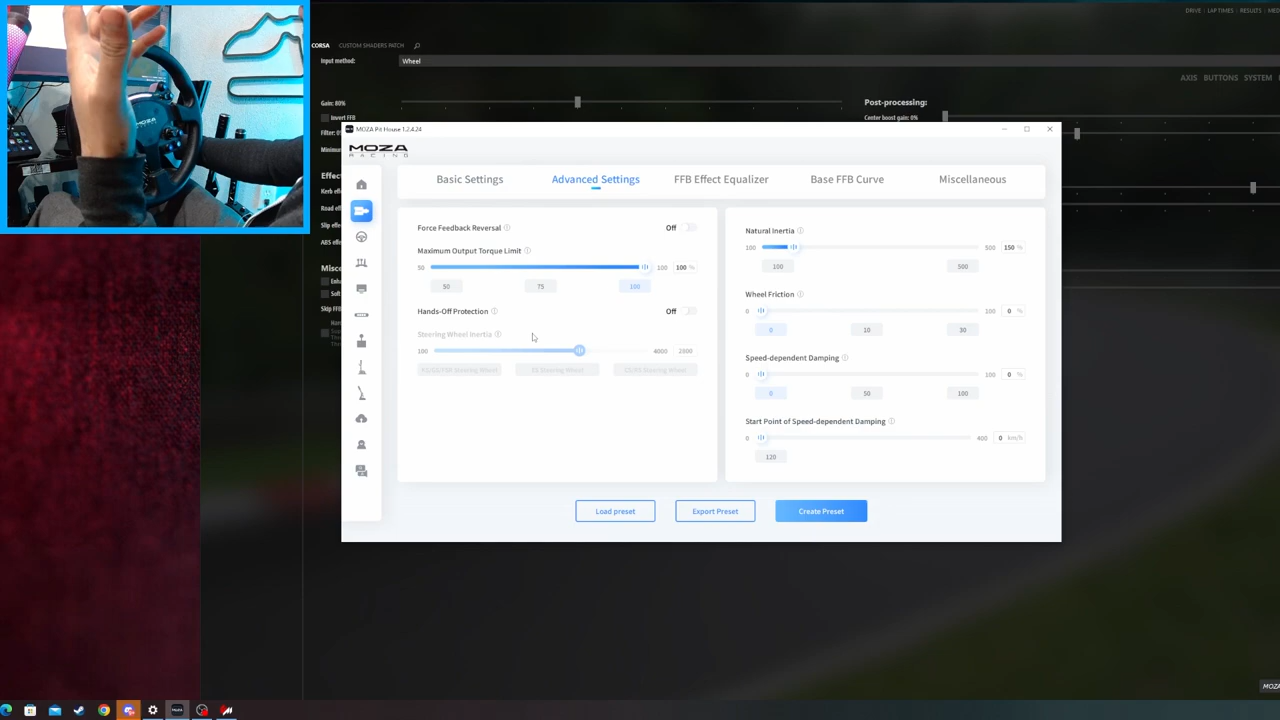 DRIVE | LAP TIMES | RESULTS |
CORSA CUSTOM SHADERS PATCH
Input method: Wheel
AXIS BUTTONS SYSTEM
Gain: 80% Post-processing:
Invert FFB Center boost gain: 0%
MOZA Pit House 1.2.4.24
MOZA
RACING
Basic Settings Advanced Settings FFB Effect Equalizer Base FFB Curve Miscellaneous
Force Feedback Reversal Off
Maximum Output Torque Limit
50 100 100 %
50 75 100
Hands-Off Protection Off
Steering Wheel Inertia
100 4000 2800
Natural Inertia
100 500 150 %
100 500
Wheel Friction
0 100 0 %
0 10 30
Speed-dependent Damping
0 100 0 %
0 50 100
Start Point of Speed-dependent Damping
0 400 0 km/h
120
Load preset Export Preset Create Preset
MOZA